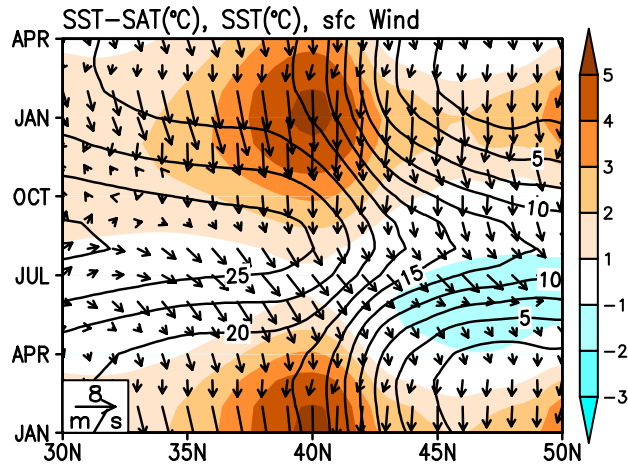 SST−SAT(°C), SST(°C), sfc Wind
APR
JAN
OCT
JUL
APR
JAN
30N 35N 40N 45N 50N
5
10
15
10
5
25
20
8
m/s
5
4
3
2
1
−1
−2
−3